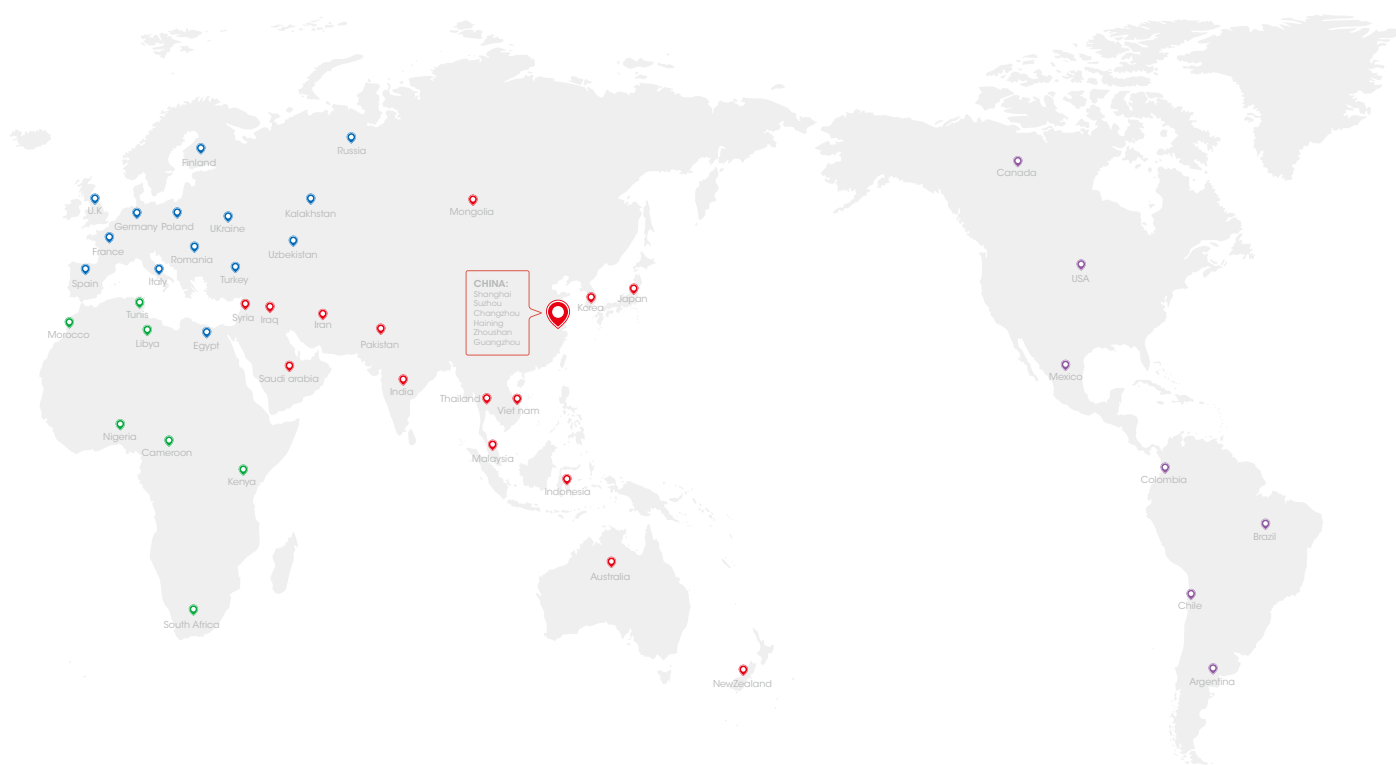 Russia
Finland
Canada
U.K
Kalakhstan
Mongolia
Germany
Poland
UKraine
France
Romania
Uzbekistan
Spain
Italy
Turkey
USA
CHINA:
Shanghai
Suzhou
Changzhou
Haining
Zhoushan
Guangzhou
Korea
Japan
Tunis
Syria
Iraq
Iran
Morocco
Libya
Egypt
Pakistan
Saudi arabia
India
Mexico
Thailand
Viet nam
Nigeria
Cameroon
Malaysia
Kenya
Colombia
Indonesia
Brazil
Australia
Chile
South Africa
NewZealand
Argentina